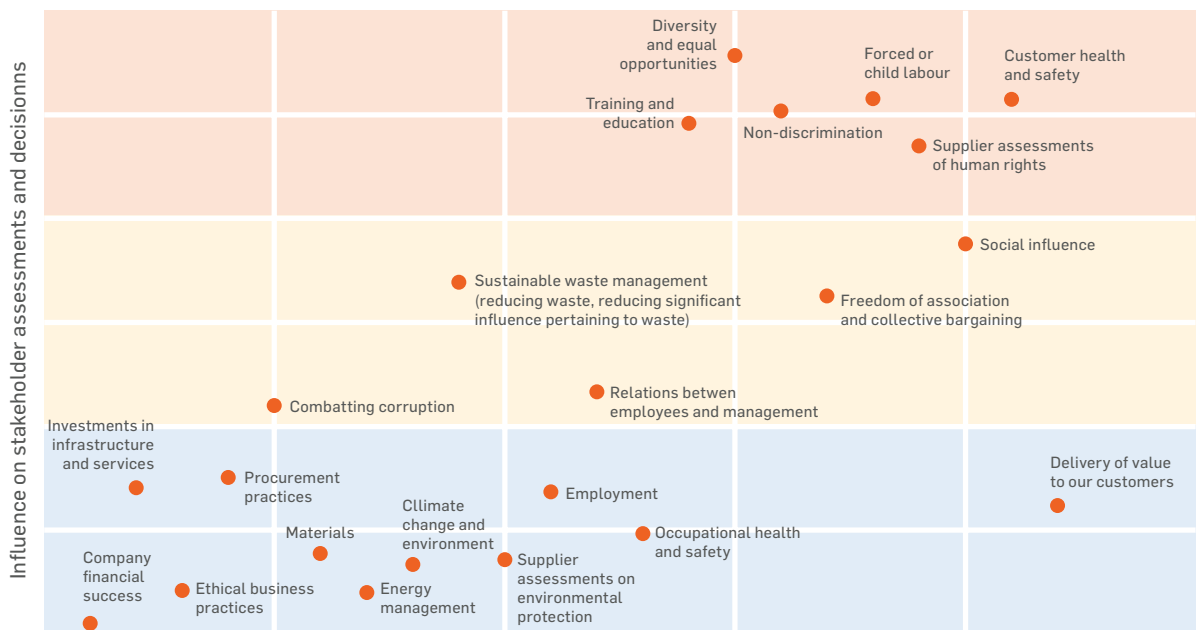 Influence on stakeholder assessments and decisionns
Diversity
and equal
opportunities
Forced or
child labour
Customer health
and safety
Training and
education
Non-discrimination
Supplier assessments
of human rights
Social influence
Sustainable waste management
(reducing waste, reducing significant
influence pertaining to waste)
Freedom of association
and collective bargaining
Relations betwen
employees and management
Combatting corruption
Investments in
infrastructure
and services
Procurement
practices
Employment
Delivery of value
to our customers
Materials
Cllimate
change and
environment
Occupational health
and safety
Company
financial
success
Ethical business
practices
Energy
management
Supplier
assessments on
environmental
protection